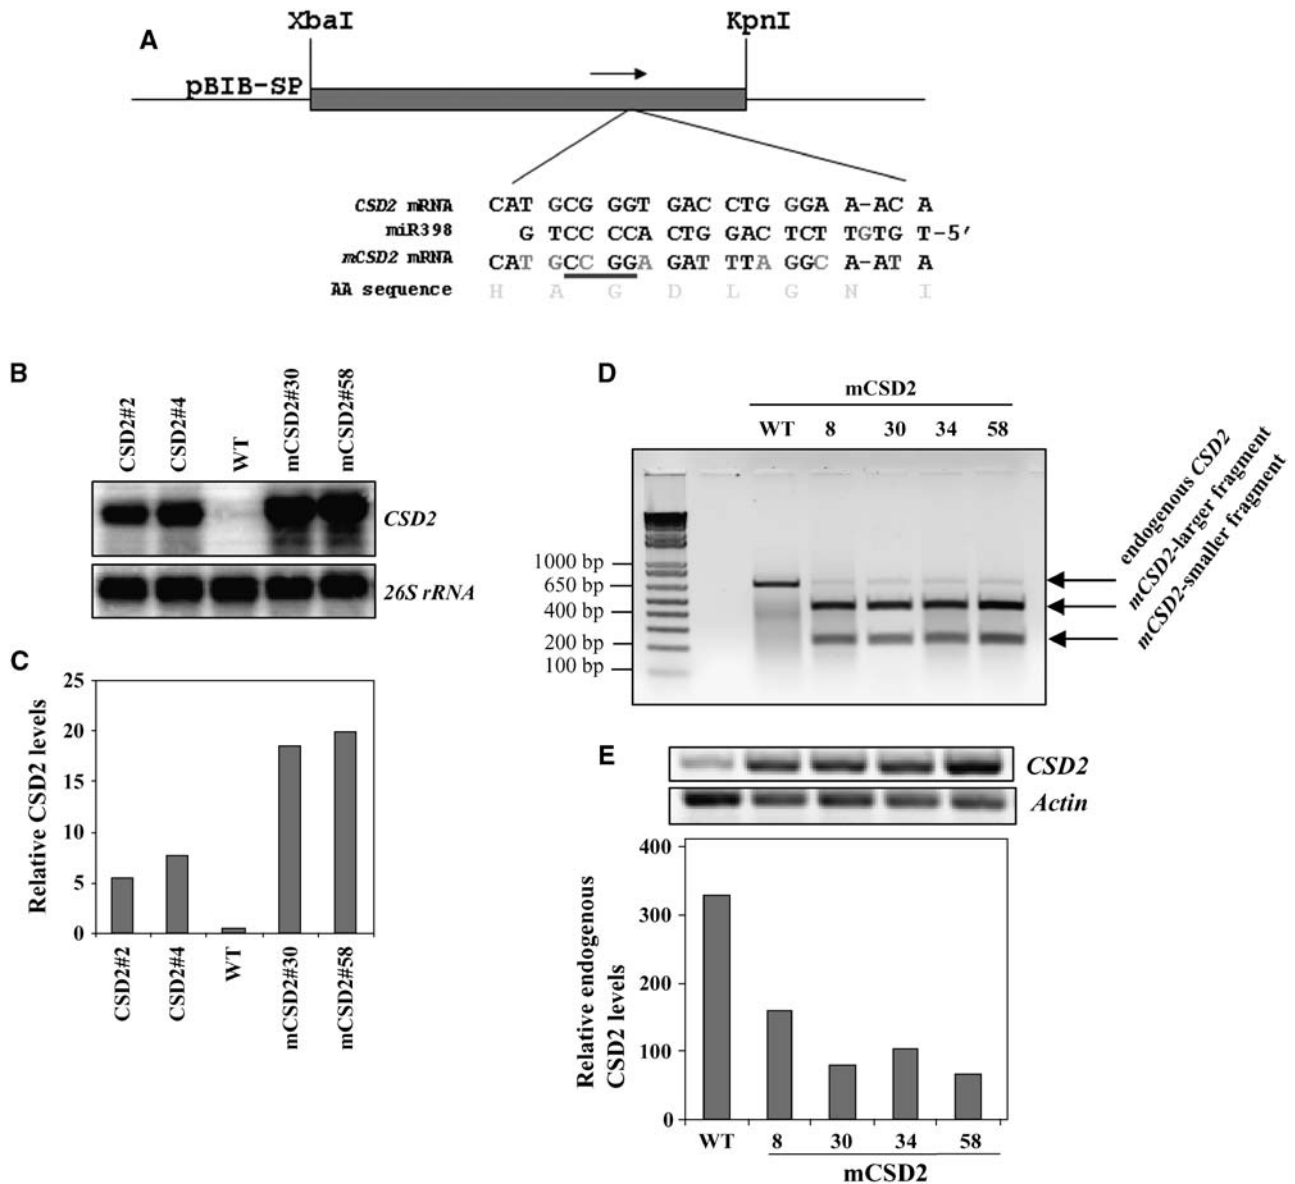 A
XbaI
KpnI
pBIB-SP
CSD2 mRNA CAT GCG GGT GAC CTG GGA A-AC A
miR398 G TCC CCA CTG GAC TCT TGTG T-5'
mCSD2 mRNA CAT GCC GGA GAT TTA GGC A-AT A
AA sequence H A G D L G N I
B
CSD2#2
CSD2#4
WT
mCSD2#30
mCSD2#58
CSD2
26S rRNA
C
Relative CSD2 levels
25
20
15
10
5
0
CSD2#2
CSD2#4
WT
mCSD2#30
mCSD2#58
D
mCSD2
WT 8 30 34 58
1000 bp
650 bp
400 bp
200 bp
100 bp
endogenous CSD2
mCSD2-larger fragment
mCSD2-smaller fragment
E
CSD2
Actin
Relative endogenous
CSD2 levels
400
300
200
100
0
WT 8 30 34 58
mCSD2